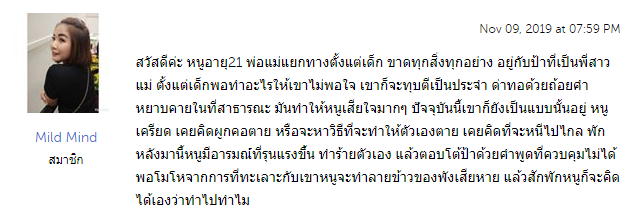 Nov 09, 2019 at 07:59 PM
สวัสดีค่ะ หนูอายุ21 พ่อแม่แยกทางตั้งแต่เด็ก ขาดทุกสิ่งทุกอย่าง อยู่กับป้าที่เป็นพี่สาว
แม่ ตั้งแต่เด็กพอทำอะไรให้เขาไม่พอใจ เขาก็จะทุบตีเป็นประจำ ด่าทอด้วยถ้อยคำ
หยาบคายในที่สาธารณะ มันทำให้หนูเสียใจมากๆ ปัจจุบันนี้เขาก็ยังเป็นแบบนั้นอยู่ หนู
เครียด เคยคิดผูกคอตาย หรือจะหาวิธีที่จะทำให้ตัวเองตาย เคยคิดที่จะหนีไปไกล พัก
หลังมานี้หนูมีอารมณ์ที่รุนแรงขึ้น ทำร้ายตัวเอง แล้วตอบโต้ป้าด้วยคำพูดที่ควบคุมไม่ได้
พอโมโหจากการที่ทะเลาะกับเขาหนูจะทำลายข้าวของพังเสียหาย แล้วสักพักหนูก็จะคิด
ได้เองว่าทำไปทำไม
Mild Mind
สมาชิก